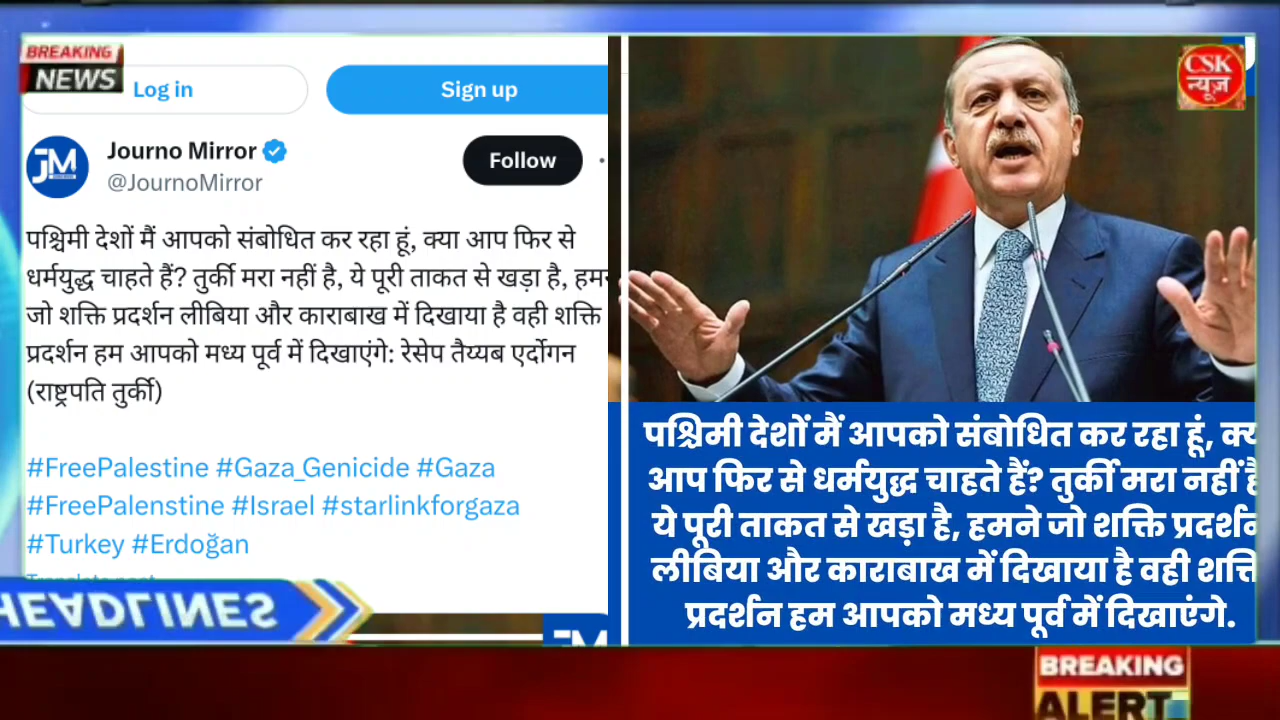 BREAKING
NEWS
Log in
Sign up
Journo Mirror
@JournoMirror
Follow
पश्चिमी देशों मैं आपको संबोधित कर रहा हूं, क्या आप फिर से
धर्मयुद्ध चाहते हैं? तुर्की मरा नहीं है, ये पूरी ताकत से खड़ा है,
जो शक्ति प्रदर्शन लीबिया और काराबाख में दिखाया है वही शक्ति
प्रदर्शन हम आपको मध्य पूर्व में दिखाएंगे: रेसेप तैय्यब एर्दोगन
(राष्ट्रपति तुर्की)
#FreePalestine #Gaza_Genicide #Gaza
#FreePalenstine #Israel #starlinkforgaza
#Turkey #Erdoğan
HEADLINES
JM
CSK
न्यूज़
पश्चिमी देशों मैं आपको संबोधित कर रहा हूं,
आप फिर से धर्मयुद्ध चाहते हैं? तुर्की मरा नहीं
ये पूरी ताकत से खड़ा है, हमने जो शक्ति प्रदर्शन
लीबिया और काराबाख में दिखाया है वही
प्रदर्शन हम आपको मध्य पूर्व में दिखाएंगे.
BREAKING
ALERT